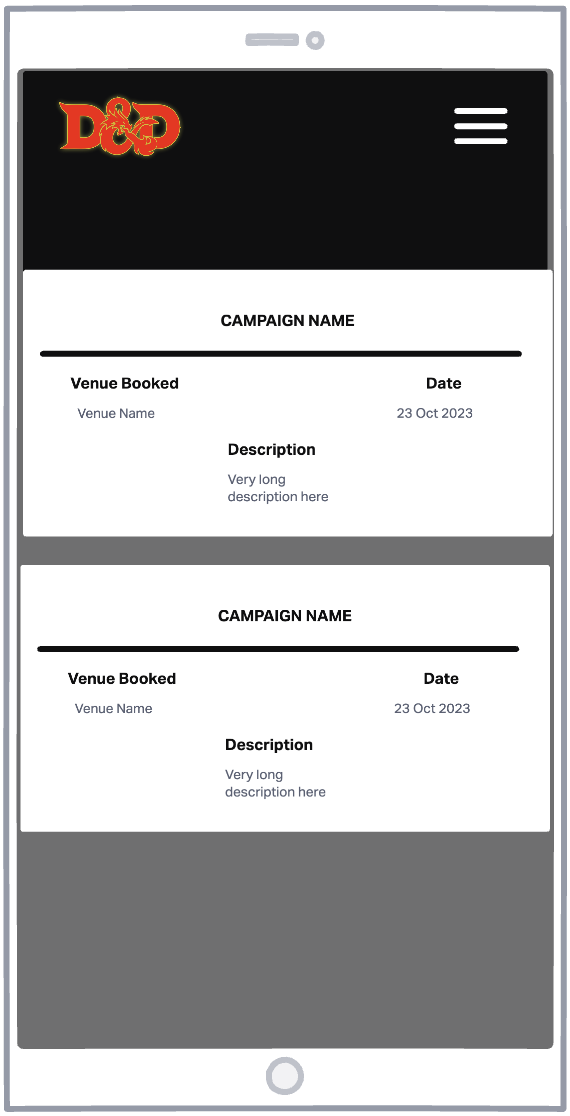 D&D
CAMPAIGN NAME
Venue Booked Date
Venue Name 23 Oct 2023
Description
Very long
description here
CAMPAIGN NAME
Venue Booked Date
Venue Name 23 Oct 2023
Description
Very long
description here